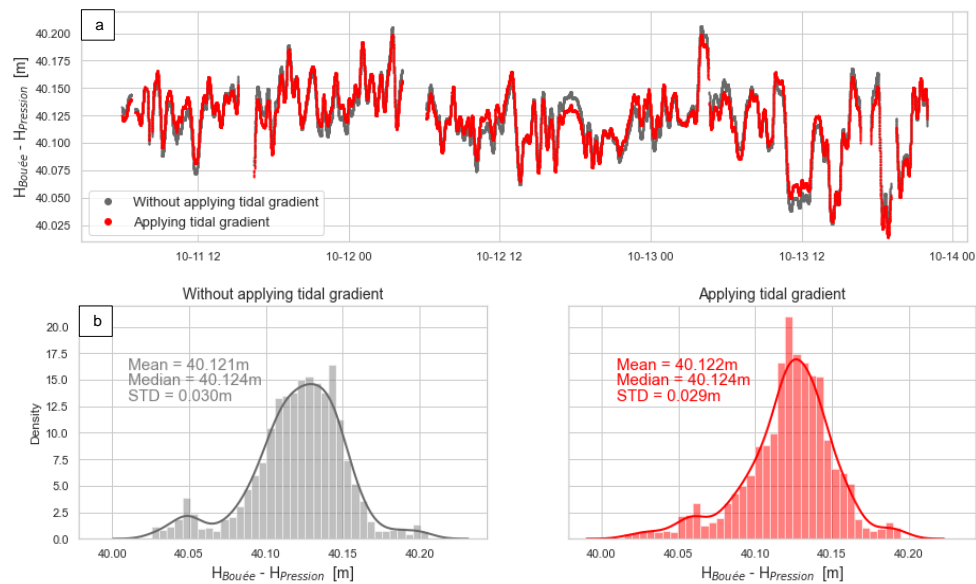 a
40.200
40.175
40.150
40.125
40.100
40.075
40.050
40.025
H_Bouée - H_Pression [m]
Without applying tidal gradient
Applying tidal gradient
10-11 12
10-12 00
10-12 12
10-13 00
10-13 12
10-14 00
b
Without applying tidal gradient
Applying tidal gradient
20.0
17.5
15.0
12.5
10.0
7.5
5.0
2.5
0.0
Density
Mean = 40.121m
Median = 40.124m
STD = 0.030m
Mean = 40.122m
Median = 40.124m
STD = 0.029m
40.00
40.05
40.10
40.15
40.20
40.00
40.05
40.10
40.15
40.20
H_Bouée - H_Pression [m]
H_Bouée - H_Pression [m]